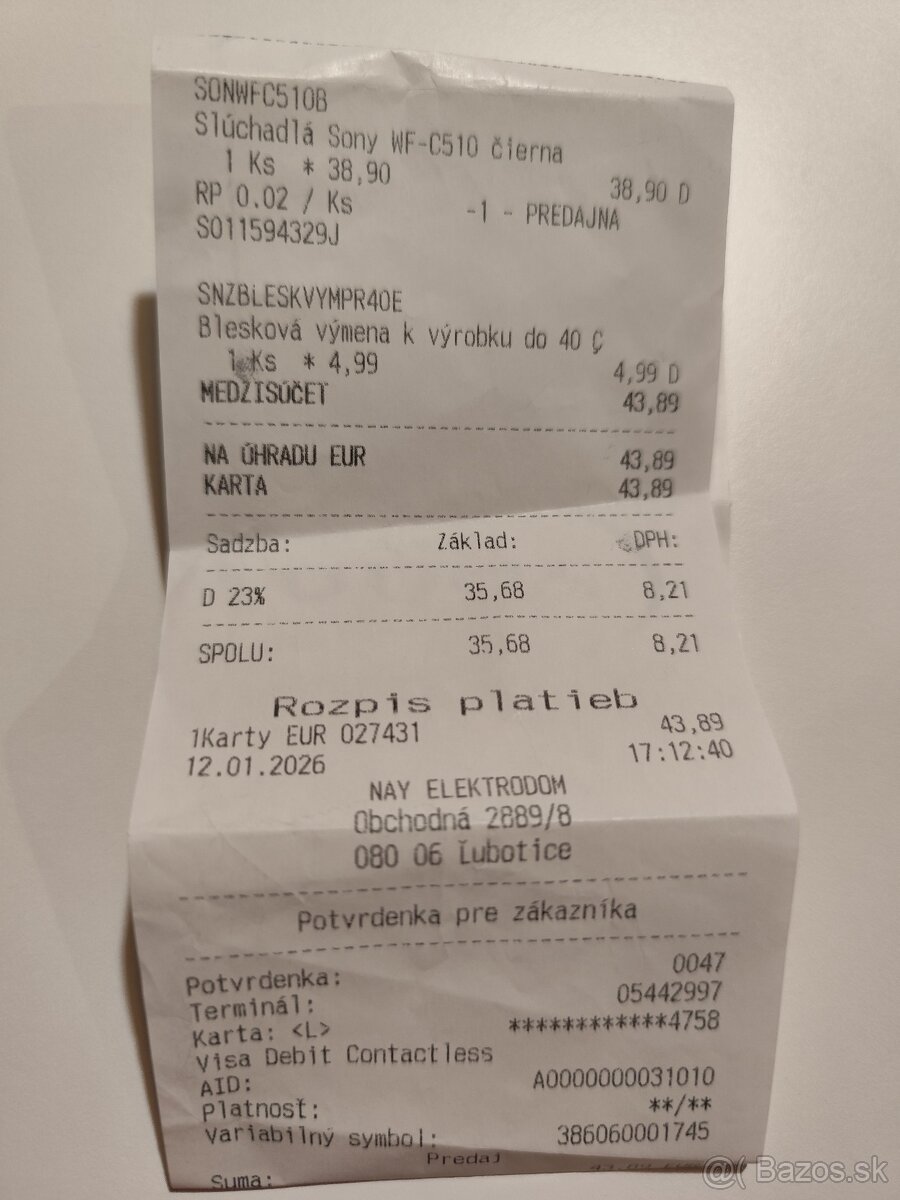 SONWFC510B
Slúchadlá Sony WF-C510 čierna
1 Ks * 38,90 38,90 D
RP 0.02 / Ks -1 - PREDAJNA
S011594329J
SNZBLESKVYMPR40E
Blesková výmena k výrobku do 40 Ç
1 Ks * 4,99 4,99 D
MEDZISÚČET 43,89
NA ÚHRADU EUR 43,89
KARTA 43,89
Sadzba: Základ: DPH:
D 23% 35,68 8,21
SPOLU: 35,68 8,21
Rozpis platieb
1Karty EUR 027431 43,89
12.01.2026 17:12:40
NAY ELEKTRODOM
Obchodná 2889/8
080 06 Ľubotice
Potvrdenka pre zákazníka
Potvrdenka: 0047
Terminál: 05442997
Karta: <L> ************4758
Visa Debit Contactless
AID: A0000000031010
Platnosť: **/**
Variabilný symbol: 386060001745
Predaj
Suma:
@( Bazos.sk